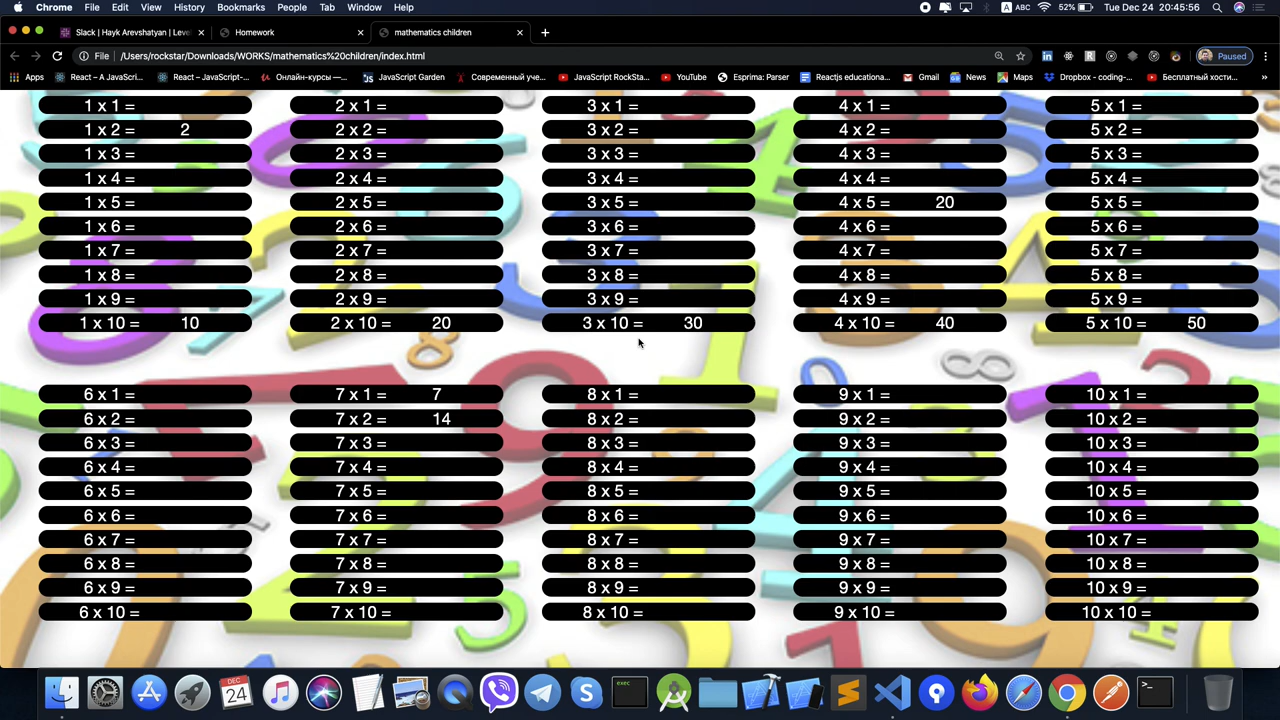 Chrome File Edit View History Bookmarks People Tab Window Help A ABC 52% Tue Dec 24 20:45:56
Slack | Hayk Arevshatyan | Leve Homework mathematics children
File /Users/rockstar/Downloads/WORKS/mathematics%20children/index.html Paused
Apps React – A JavaScri... React – JavaScript-... Онлайн-курсы —... JavaScript Garden Современный уче... JavaScript RockSta... YouTube Esprima: Parser Reactjs educationa... Gmail News Maps Dropbox - coding-... Бесплатный хости... »
1 x 1 = 2 x 1 = 3 x 1 = 4 x 1 = 5 x 1 =
1 x 2 = 2 2 x 2 = 3 x 2 = 4 x 2 = 5 x 2 =
1 x 3 = 2 x 3 = 3 x 3 = 4 x 3 = 5 x 3 =
1 x 4 = 2 x 4 = 3 x 4 = 4 x 4 = 5 x 4 =
1 x 5 = 2 x 5 = 3 x 5 = 4 x 5 = 20 5 x 5 =
1 x 6 = 2 x 6 = 3 x 6 = 4 x 6 = 5 x 6 =
1 x 7 = 2 x 7 = 3 x 7 = 4 x 7 = 5 x 7 =
1 x 8 = 2 x 8 = 3 x 8 = 4 x 8 = 5 x 8 =
1 x 9 = 2 x 9 = 3 x 9 = 4 x 9 = 5 x 9 =
1 x 10 = 10 2 x 10 = 20 3 x 10 = 30 4 x 10 = 40 5 x 10 = 50
6 x 1 = 7 x 1 = 7 8 x 1 = 9 x 1 = 10 x 1 =
6 x 2 = 7 x 2 = 14 8 x 2 = 9 x 2 = 10 x 2 =
6 x 3 = 7 x 3 = 8 x 3 = 9 x 3 = 10 x 3 =
6 x 4 = 7 x 4 = 8 x 4 = 9 x 4 = 10 x 4 =
6 x 5 = 7 x 5 = 8 x 5 = 9 x 5 = 10 x 5 =
6 x 6 = 7 x 6 = 8 x 6 = 9 x 6 = 10 x 6 =
6 x 7 = 7 x 7 = 8 x 7 = 9 x 7 = 10 x 7 =
6 x 8 = 7 x 8 = 8 x 8 = 9 x 8 = 10 x 8 =
6 x 9 = 7 x 9 = 8 x 9 = 9 x 9 = 10 x 9 =
6 x 10 = 7 x 10 = 8 x 10 = 9 x 10 = 10 x 10 =
DEC
24
exec